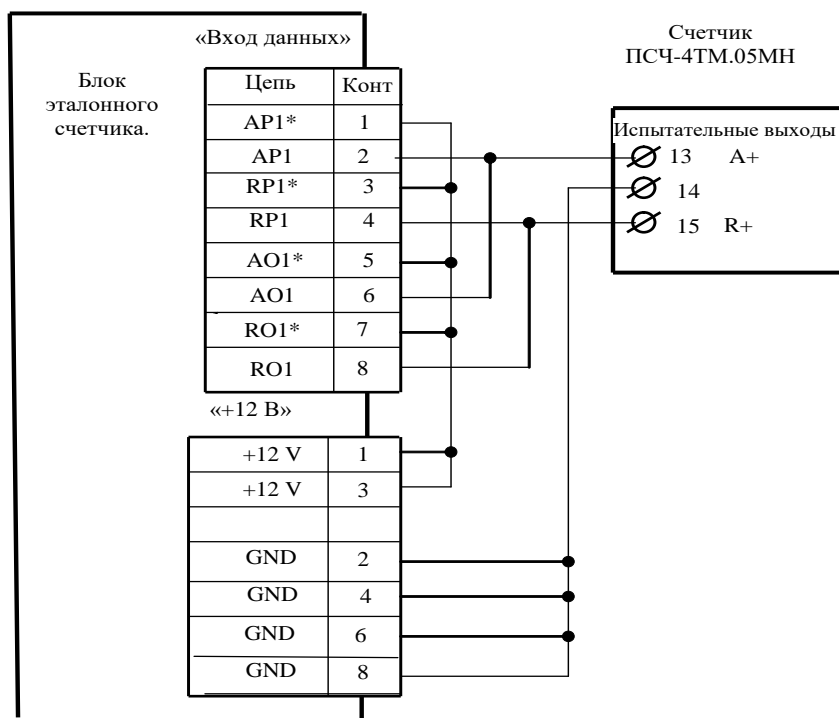 «Вход данных»
Счетчик
ПСЧ-4ТМ.05МН
Блок
эталонного
счетчика.
Цепь Конт
AP1* 1
AP1 2
RP1* 3
RP1 4
AO1* 5
AO1 6
RO1* 7
RO1 8
Испытательные выходы
13 A+
14
15 R+
«+12 В»
+12 V 1
+12 V 3
GND 2
GND 4
GND 6
GND 8